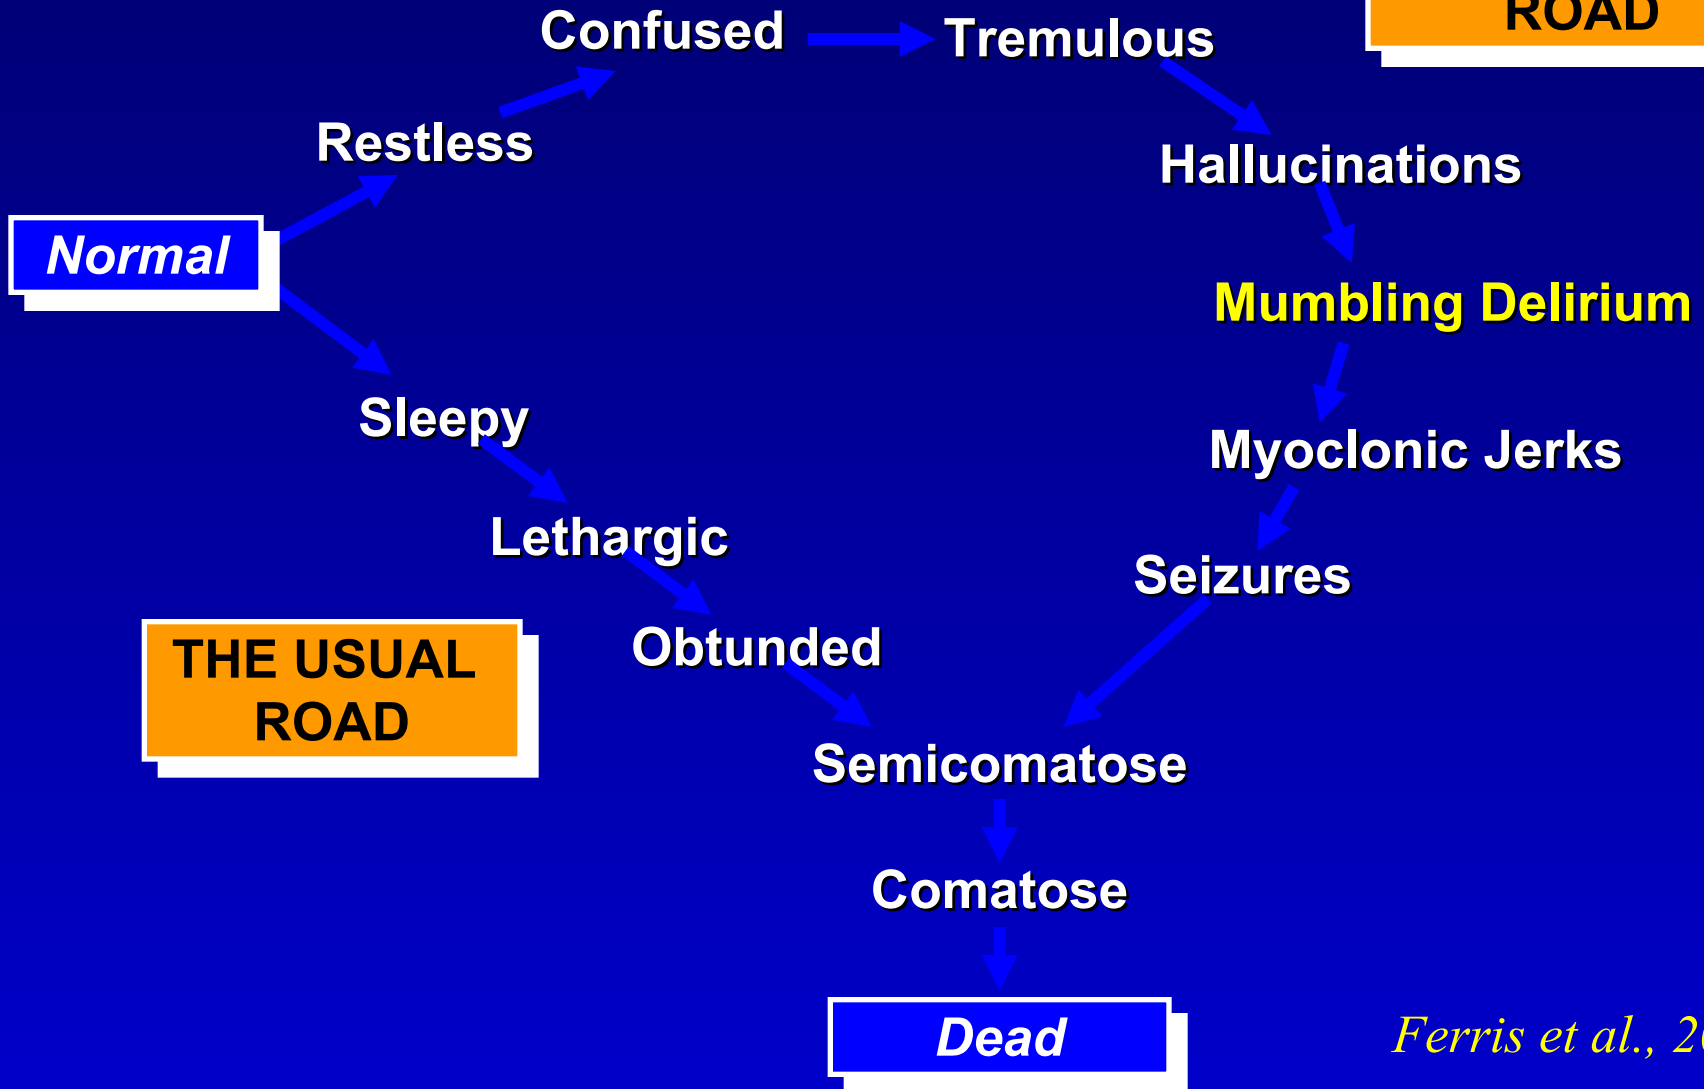 ROAD
Confused
Tremulous
Restless
Hallucinations
Normal
Mumbling Delirium
Sleepy
Myoclonic Jerks
Lethargic
Seizures
Obtunded
THE USUAL
ROAD
Semicomatose
Comatose
Dead
Ferris et al.,